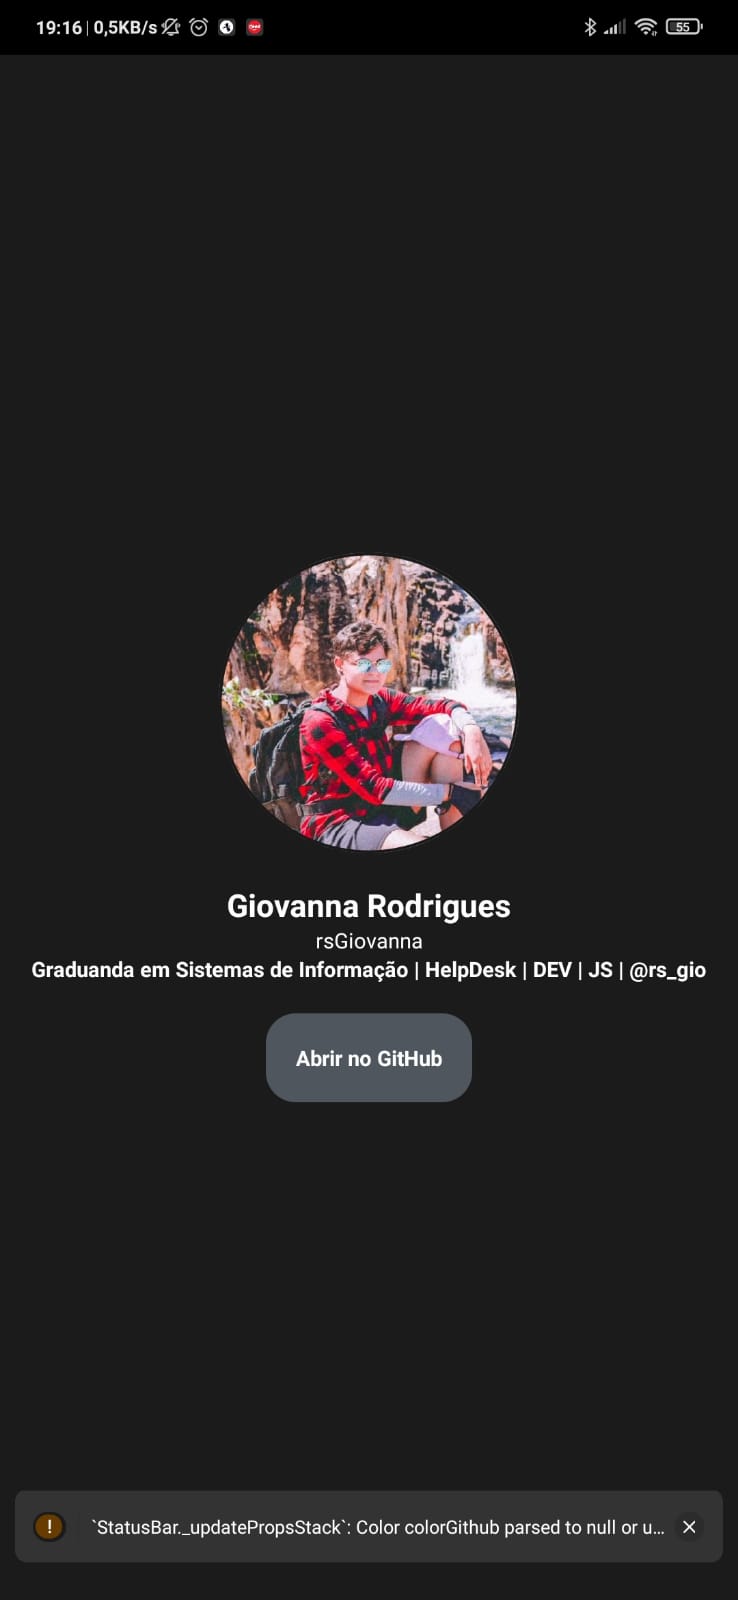 19:16 | 0,5KB/s
55
Giovanna Rodrigues
rsGiovanna
Graduanda em Sistemas de Informação | HelpDesk | DEV | JS | @rs_gio
Abrir no GitHub
! `StatusBar._updatePropsStack`: Color colorGithub parsed to null or u...